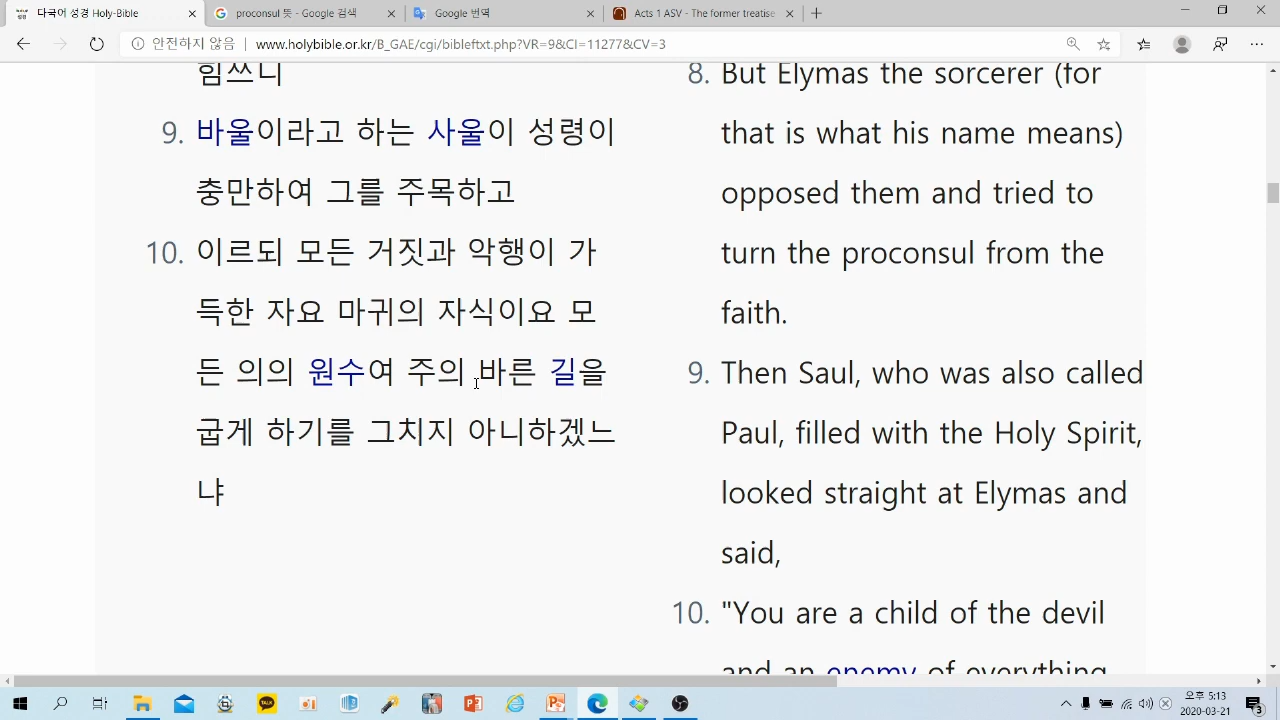 다국어 성경 Holy-Bible
proconsul 뜻 - Google 검색
Google 번역
Acts 1 ASV - The former treatise
안전하지 않음
www.holybible.or.kr/B_GAE/cgi/bibleftxt.php?VR=9&CI=11277&CV=3
힘쓰니
9. 바울이라고 하는 사울이 성령이
충만하여 그를 주목하고
10. 이르되 모든 거짓과 악행이 가
득한 자요 마귀의 자식이요 모
든 의의 원수여 주의 바른 길을
굽게 하기를 그치지 아니하겠느
냐
8. But Elymas the sorcerer (for
that is what his name means)
opposed them and tried to
turn the proconsul from the
faith.
9. Then Saul, who was also called
Paul, filled with the Holy Spirit,
looked straight at Elymas and
said,
10. "You are a child of the devil
and an enemy of everything
TALK
오후 5:13
2020-03-21
3